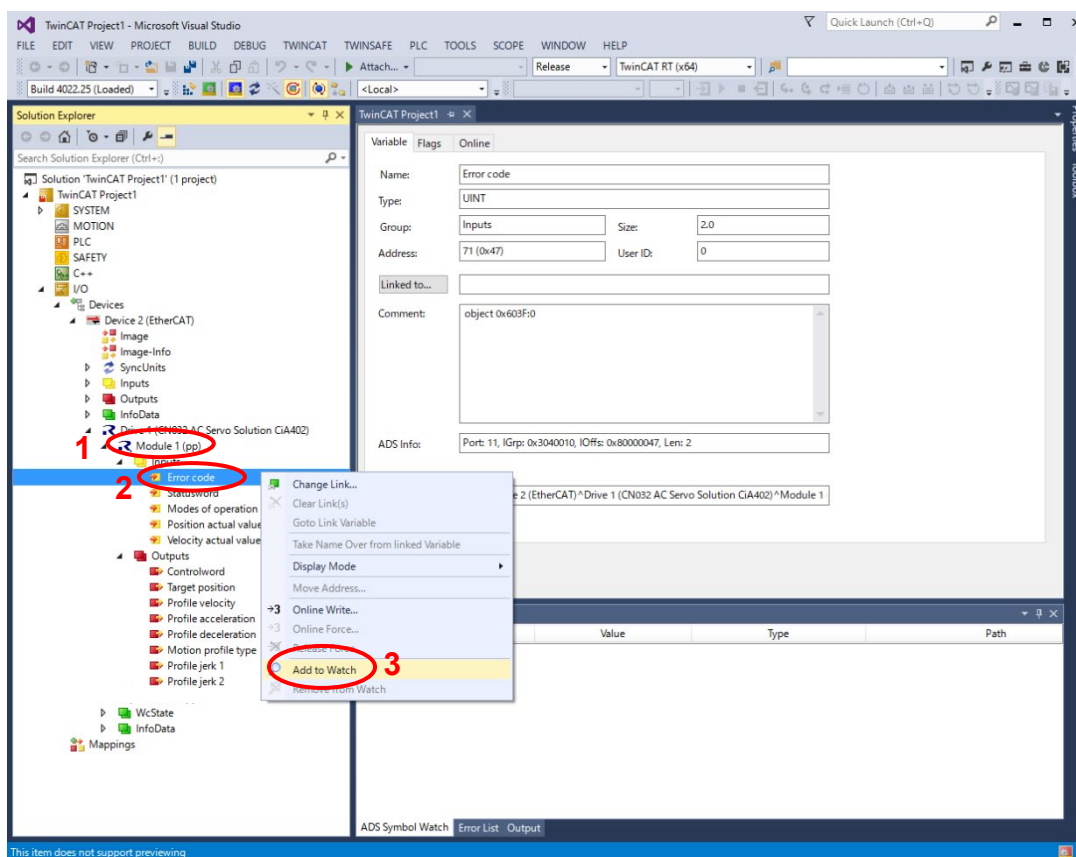 TwinCAT Project1 - Microsoft Visual Studio
Quick Launch (Ctrl+Q)
FILE EDIT VIEW PROJECT BUILD DEBUG TWINCAT TWINSAFE PLC TOOLS SCOPE WINDOW HELP
Attach... Release TwinCAT RT (x64)
Build 4022.25 (Loaded) <Local>
Solution Explorer
Search Solution Explorer (Ctrl+;)
Solution 'TwinCAT Project1' (1 project)
TwinCAT Project1
SYSTEM
MOTION
PLC
SAFETY
C++
I/O
Devices
Device 2 (EtherCAT)
Image
Image-Info
SyncUnits
Inputs
Outputs
InfoData
Drive 1 (CN032 AC Servo Solution CiA402)
1 Module 1 (pp)
Inputs
2 Error code
Statusword
Modes of operation
Position actual value
Velocity actual value
Outputs
Controlword
Target position
Profile velocity
Profile acceleration
Profile deceleration
Motion profile type
Profile jerk 1
Profile jerk 2
WcState
InfoData
Mappings
TwinCAT Project1
Variable Flags Online
Name: Error code
Type: UINT
Group: Inputs Size: 2.0
Address: 71 (0x47) User ID: 0
Linked to...
Comment: object 0x603F:0
ADS Info: Port: 11, IGrp: 0x3040010, IOffs: 0x80000047, Len: 2
e 2 (EtherCAT)^Drive 1 (CN032 AC Servo Solution CiA402)^Module 1
Change Link...
Clear Link(s)
Goto Link Variable
Take Name Over from linked Variable
Display Mode
Move Address...
Online Write...
Online Force...
Release Force
Add to Watch 3
Remove from Watch
Value Type Path
ADS Symbol Watch Error List Output
Properties Toolbox
This item does not support previewing